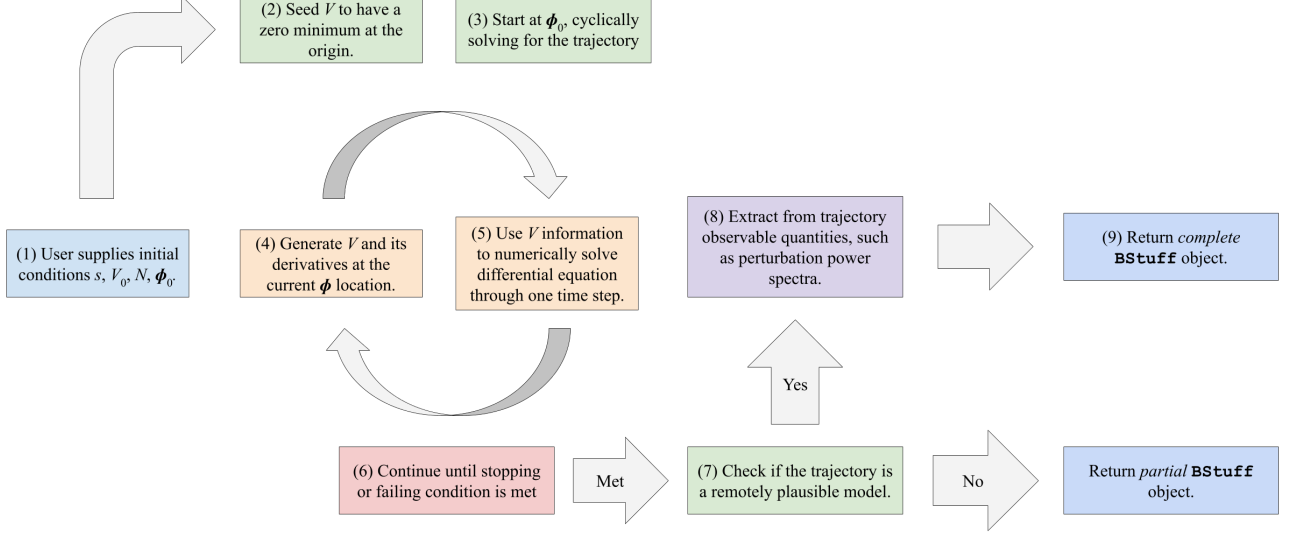 (2) Seed V to have a
zero minimum at the
origin.
(3) Start at ϕ₀, cyclically
solving for the trajectory
(1) User supplies initial
conditions s, V₀, N, ϕ₀.
(4) Generate V and its
derivatives at the
current ϕ location.
(5) Use V information
to numerically solve
differential equation
through one time step.
(8) Extract from trajectory
observable quantities, such
as perturbation power
spectra.
(9) Return complete
BStuff object.
Yes
(6) Continue until stopping
or failing condition is met
Met
(7) Check if the trajectory is
a remotely plausible model.
No
Return partial BStuff
object.